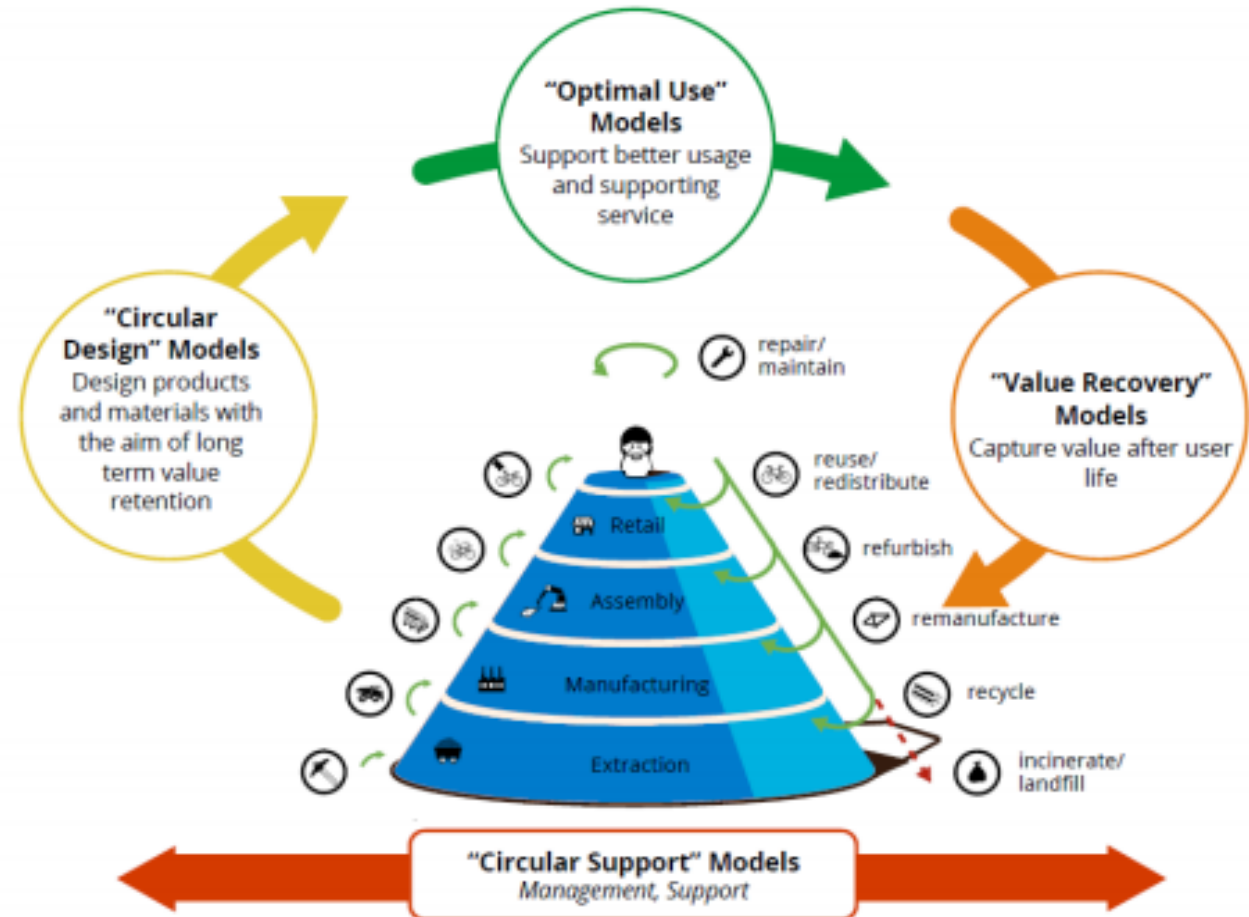 “Optimal Use”
Models
Support better usage
and supporting
service
“Circular
Design” Models
Design products
and materials with
the aim of long
term value
retention
“Value Recovery”
Models
Capture value after user
life
repair/
maintain
reuse/
redistribute
refurbish
remanufacture
recycle
incinerate/
landfill
Retail
Assembly
Manufacturing
Extraction
“Circular Support” Models
Management, Support